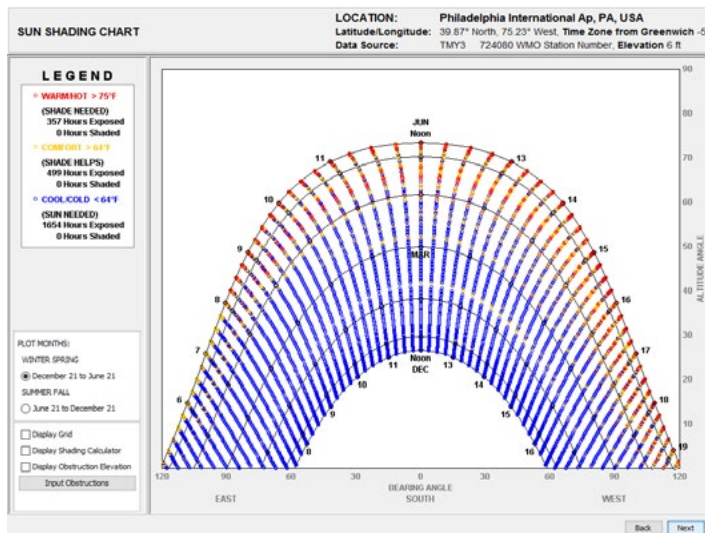 SUN SHADING CHART
LOCATION: Philadelphia International Ap, PA, USA
Latitude/Longitude: 39.87° North, 75.23° West, Time Zone from Greenwich -5
Data Source: TMY3 724080 WMO Station Number, Elevation 6 ft
LEGEND
WARM/HOT > 75°F
(SHADE NEEDED)
357 Hours Exposed
0 Hours Shaded
COMFORT > 64°F
(SHADE HELPS)
499 Hours Exposed
0 Hours Shaded
COOL/COLD < 64°F
(SUN NEEDED)
1654 Hours Exposed
0 Hours Shaded
PLOT MONTHS:
WINTER SPRING
December 21 to June 21
SUMMER FALL
June 21 to December 21
Display Grid
Display Shading Calculator
Display Obstruction Elevation
Input Obstructions
JUN
Noon
11 13
10 14
9 15
8 16
7 17
6 18
19
MAR
Noon
DEC
11 13
10 14
9 15
8 16
90
80
70
60
50
40
30
20
10
0
ALTITUDE ANGLE
120 90 60 30 0 30 60 90 120
BEARING ANGLE
EAST SOUTH WEST
Back Next